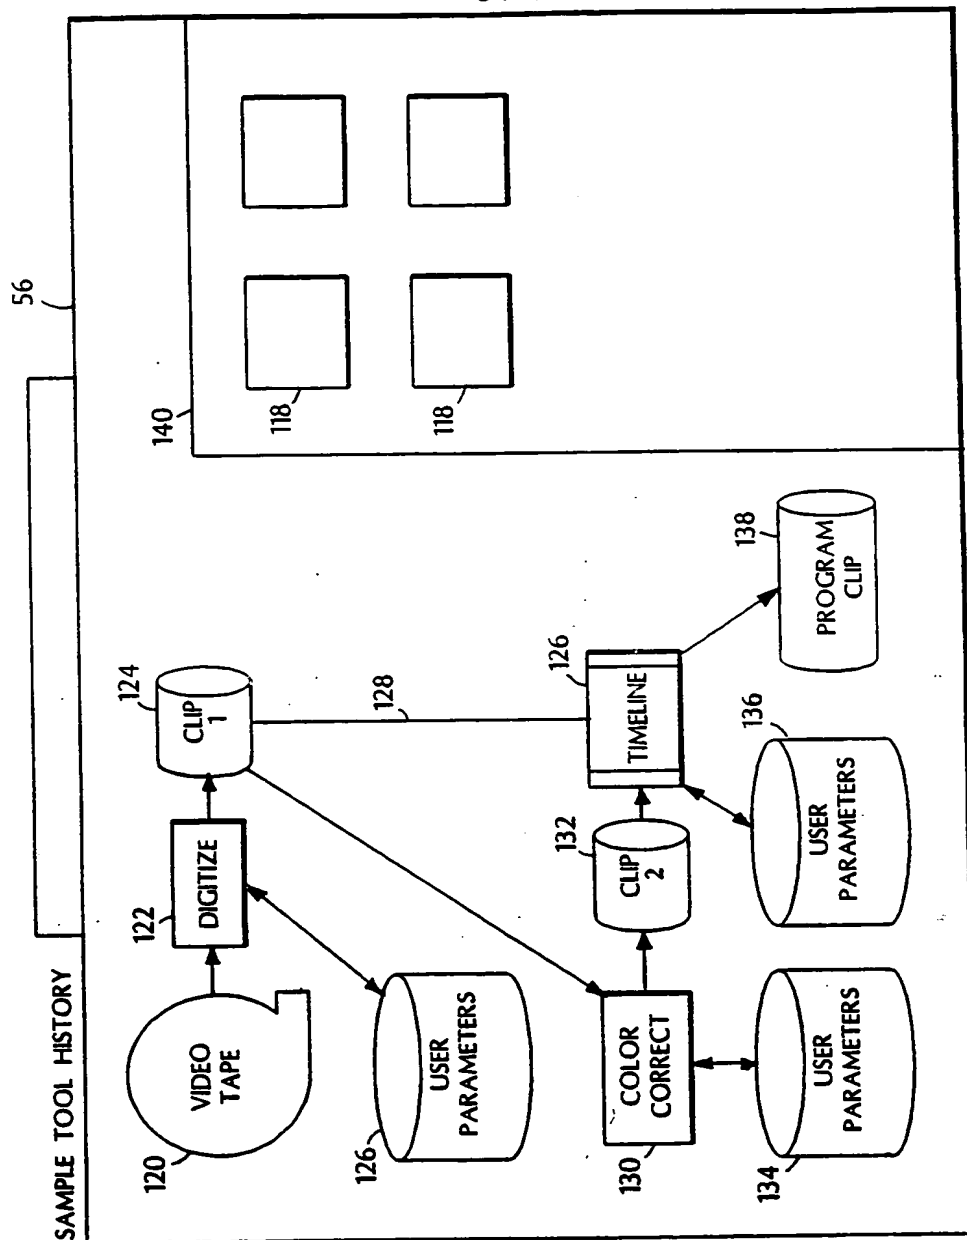 SAMPLE TOOL HISTORY
56
120
VIDEO
TAPE
122
DIGITIZE
124
CLIP
1
126
USER
PARAMETERS
128
130
COLOR
CORRECT
132
CLIP
2
126
TIMELINE
134
USER
PARAMETERS
136
USER
PARAMETERS
138
PROGRAM
CLIP
140
118
118